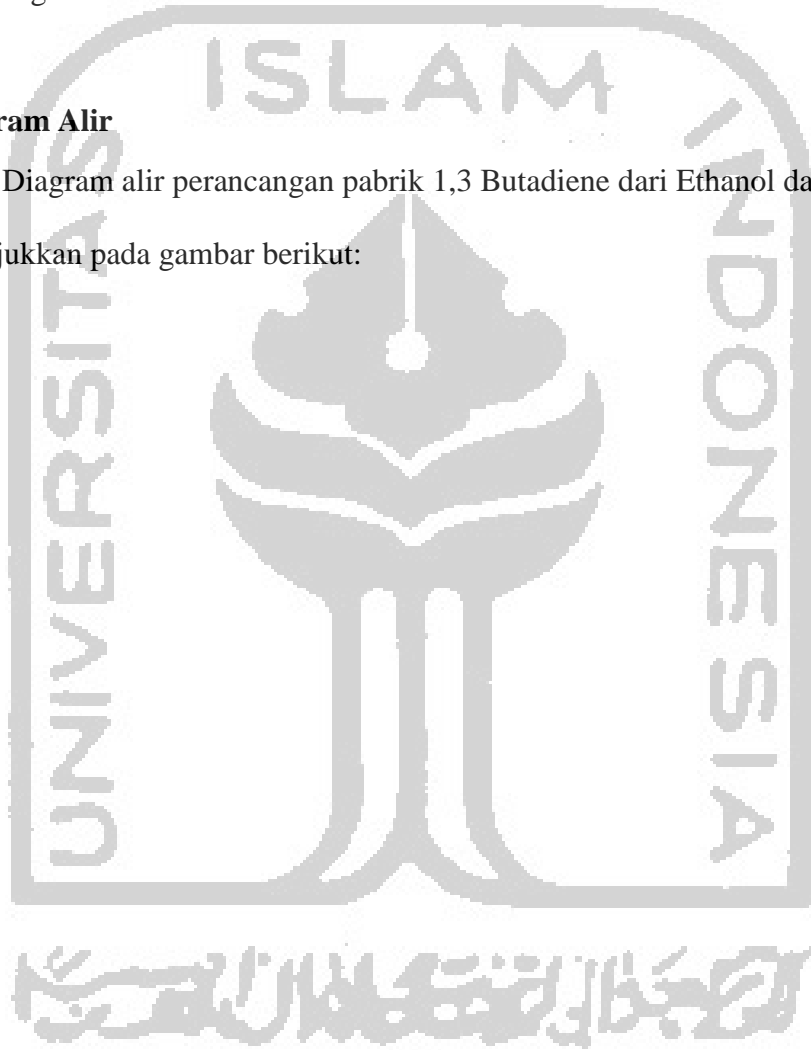 ISLAM
ram Alir
Diagram alir perancangan pabrik 1,3 Butadiene dari Ethanol da
jukkan pada gambar berikut:
UNIVERSITAS
INDONESIA